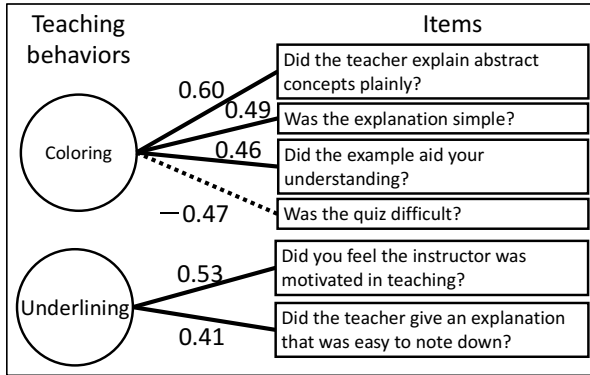 Teaching
behaviors
Items
Coloring
0.60
Did the teacher explain abstract
concepts plainly?
0.49
Was the explanation simple?
0.46
Did the example aid your
understanding?
−0.47
Was the quiz difficult?
Underlining
0.53
Did you feel the instructor was
motivated in teaching?
0.41
Did the teacher give an explanation
that was easy to note down?